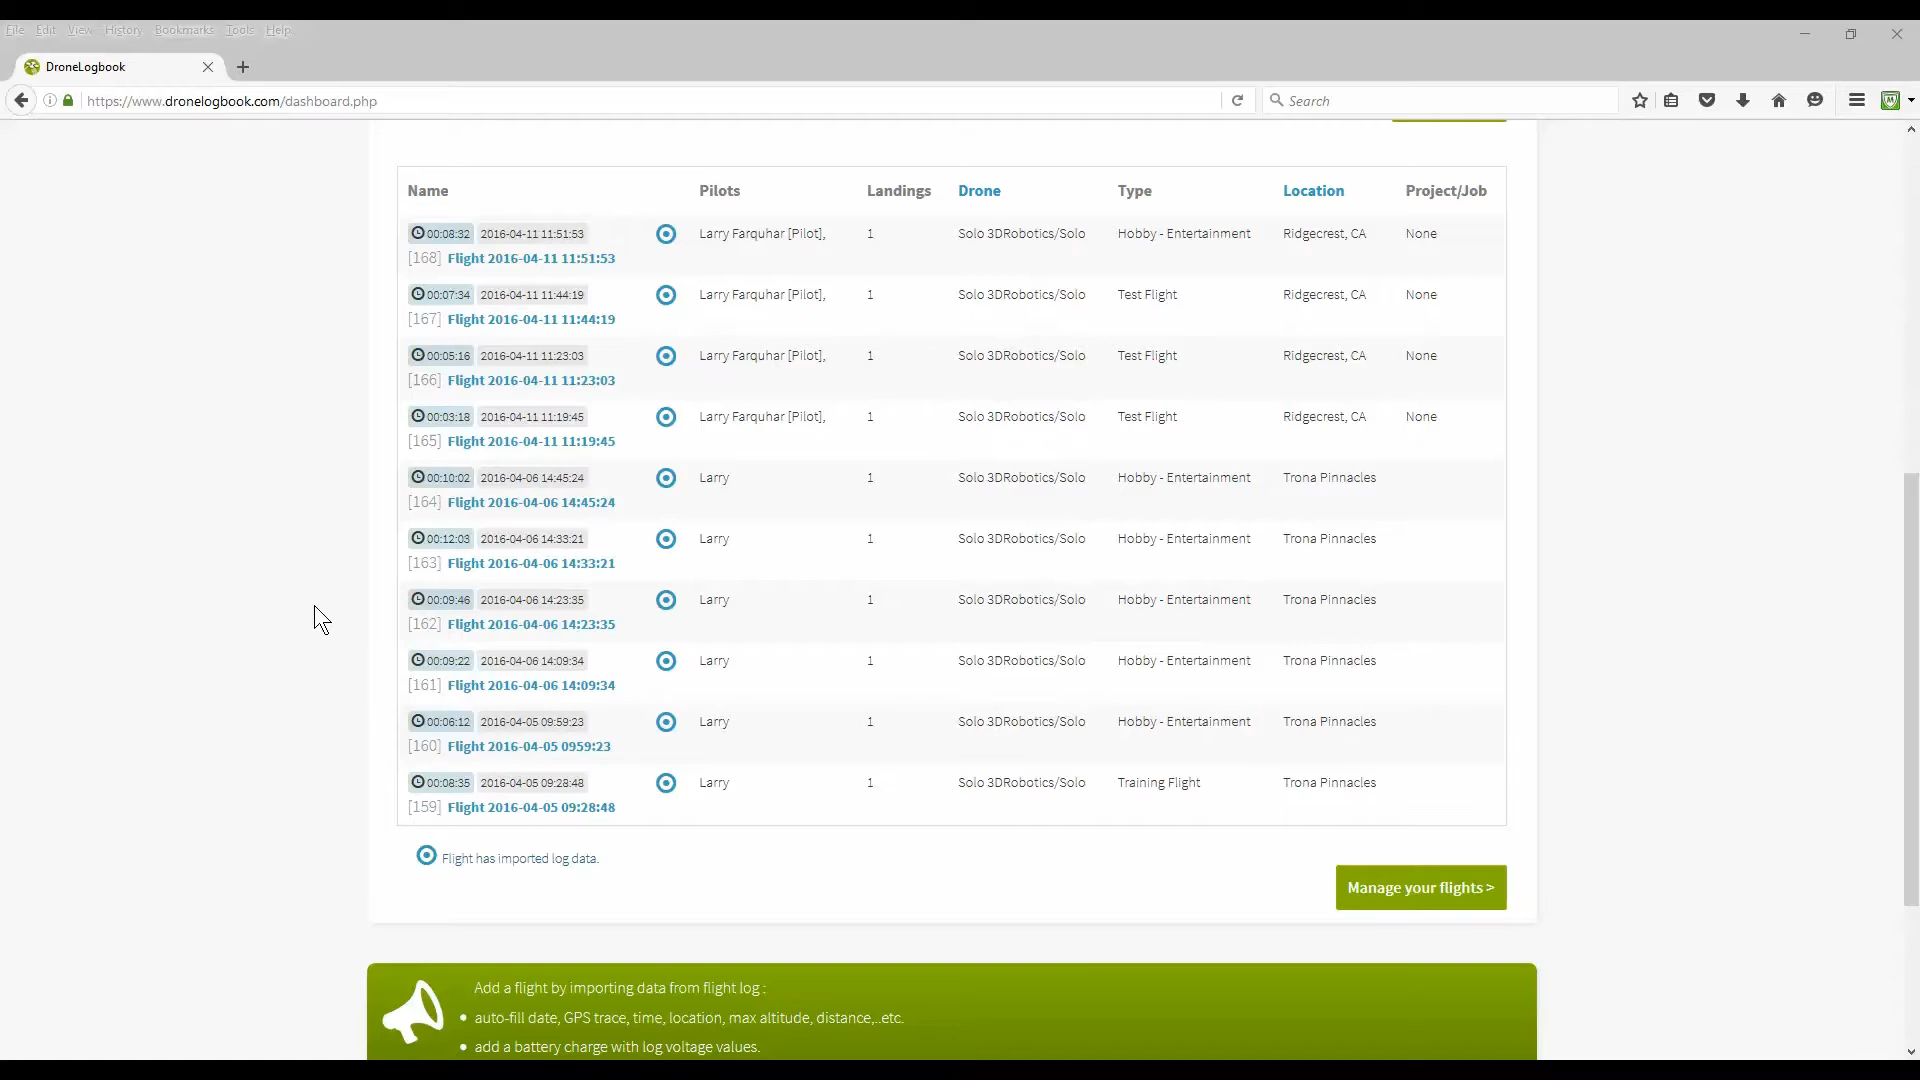 File Edit View History Bookmarks Tools Help
DroneLogbook
https://www.dronelogbook.com/dashboard.php
Search
Name Pilots Landings Drone Type Location Project/Job
00:08:32 2016-04-11 11:51:53 Larry Farquhar [Pilot], 1 Solo 3DRobotics/Solo Hobby - Entertainment Ridgecrest, CA None
[168] Flight 2016-04-11 11:51:53
00:07:34 2016-04-11 11:44:19 Larry Farquhar [Pilot], 1 Solo 3DRobotics/Solo Test Flight Ridgecrest, CA None
[167] Flight 2016-04-11 11:44:19
00:05:16 2016-04-11 11:23:03 Larry Farquhar [Pilot], 1 Solo 3DRobotics/Solo Test Flight Ridgecrest, CA None
[166] Flight 2016-04-11 11:23:03
00:03:18 2016-04-11 11:19:45 Larry Farquhar [Pilot], 1 Solo 3DRobotics/Solo Test Flight Ridgecrest, CA None
[165] Flight 2016-04-11 11:19:45
00:10:02 2016-04-06 14:45:24 Larry 1 Solo 3DRobotics/Solo Hobby - Entertainment Trona Pinnacles
[164] Flight 2016-04-06 14:45:24
00:12:03 2016-04-06 14:33:21 Larry 1 Solo 3DRobotics/Solo Hobby - Entertainment Trona Pinnacles
[163] Flight 2016-04-06 14:33:21
00:09:46 2016-04-06 14:23:35 Larry 1 Solo 3DRobotics/Solo Hobby - Entertainment Trona Pinnacles
[162] Flight 2016-04-06 14:23:35
00:09:22 2016-04-06 14:09:34 Larry 1 Solo 3DRobotics/Solo Hobby - Entertainment Trona Pinnacles
[161] Flight 2016-04-06 14:09:34
00:06:12 2016-04-05 09:59:23 Larry 1 Solo 3DRobotics/Solo Hobby - Entertainment Trona Pinnacles
[160] Flight 2016-04-05 0959:23
00:08:35 2016-04-05 09:28:48 Larry 1 Solo 3DRobotics/Solo Training Flight Trona Pinnacles
[159] Flight 2016-04-05 09:28:48
Flight has imported log data.
Manage your flights >
Add a flight by importing data from flight log :
• auto-fill date, GPS trace, time, location, max altitude, distance,..etc.
• add a battery charge with log voltage values.